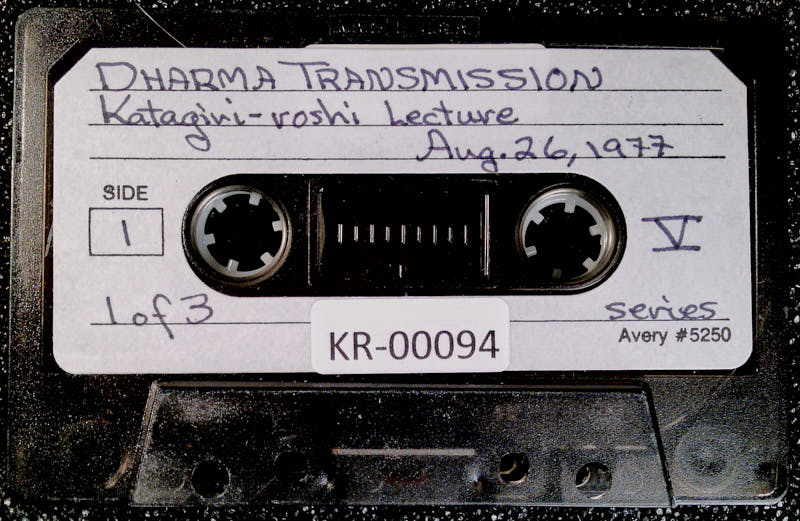 DHARMA TRANSMISSION
Katagiri-roshi Lecture
Aug. 26, 1977
SIDE
1
V
1 of 3
series
Avery #5250
KR-00094